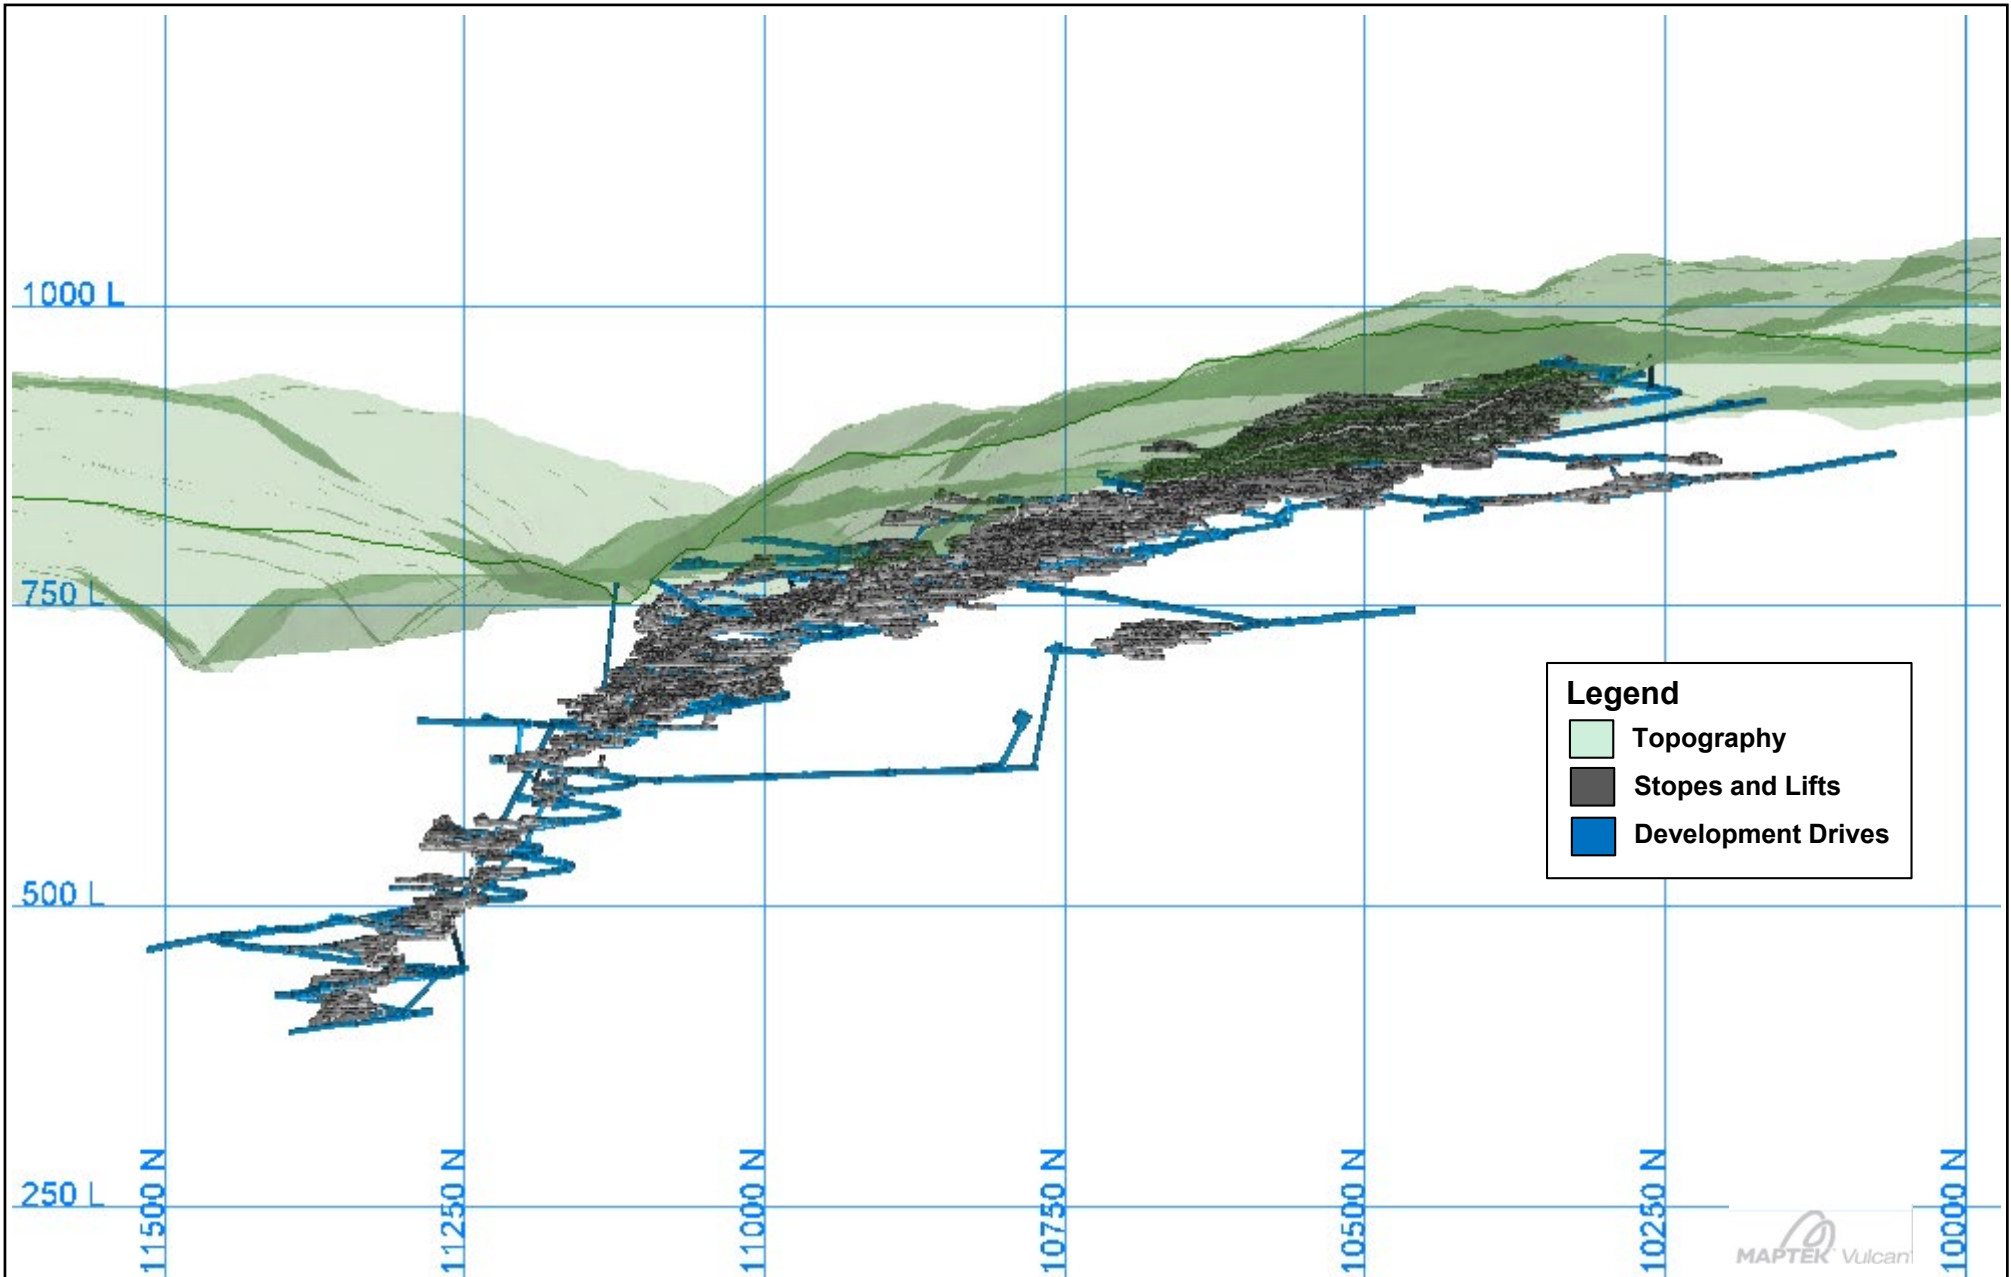 1000 L
750 L
500 L
250 L
Legend
Topography
Stopes and Lifts
Development Drives
11500 N
11250 N
11000 N
10750 N
10500 N
10250 N
10000 N
MAPTEK Vulcan